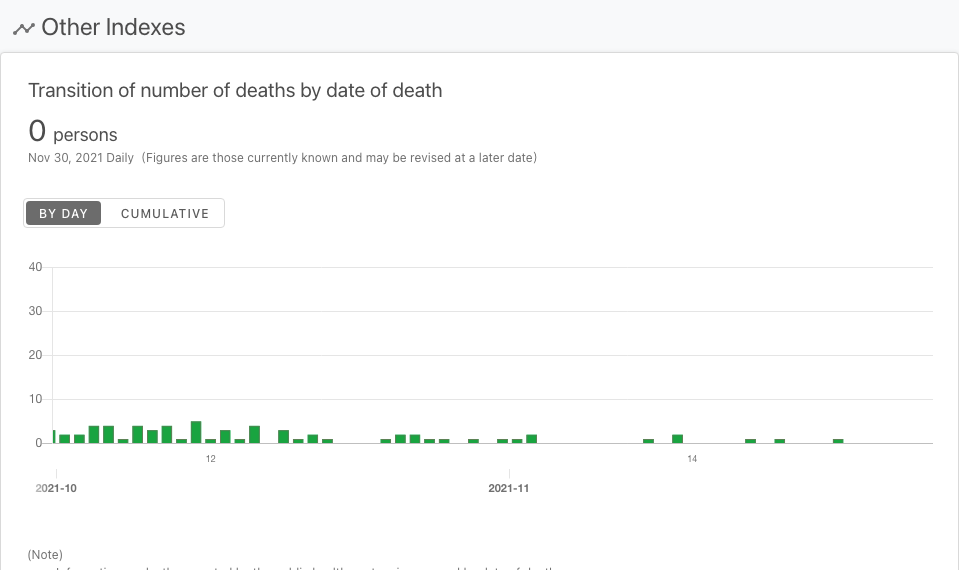 Other Indexes
Transition of number of deaths by date of death
0 persons
Nov 30, 2021 Daily (Figures are those currently known and may be revised at a later date)
BY DAY CUMULATIVE
40
30
20
10
0
12 14
2021-10 2021-11
(Note)